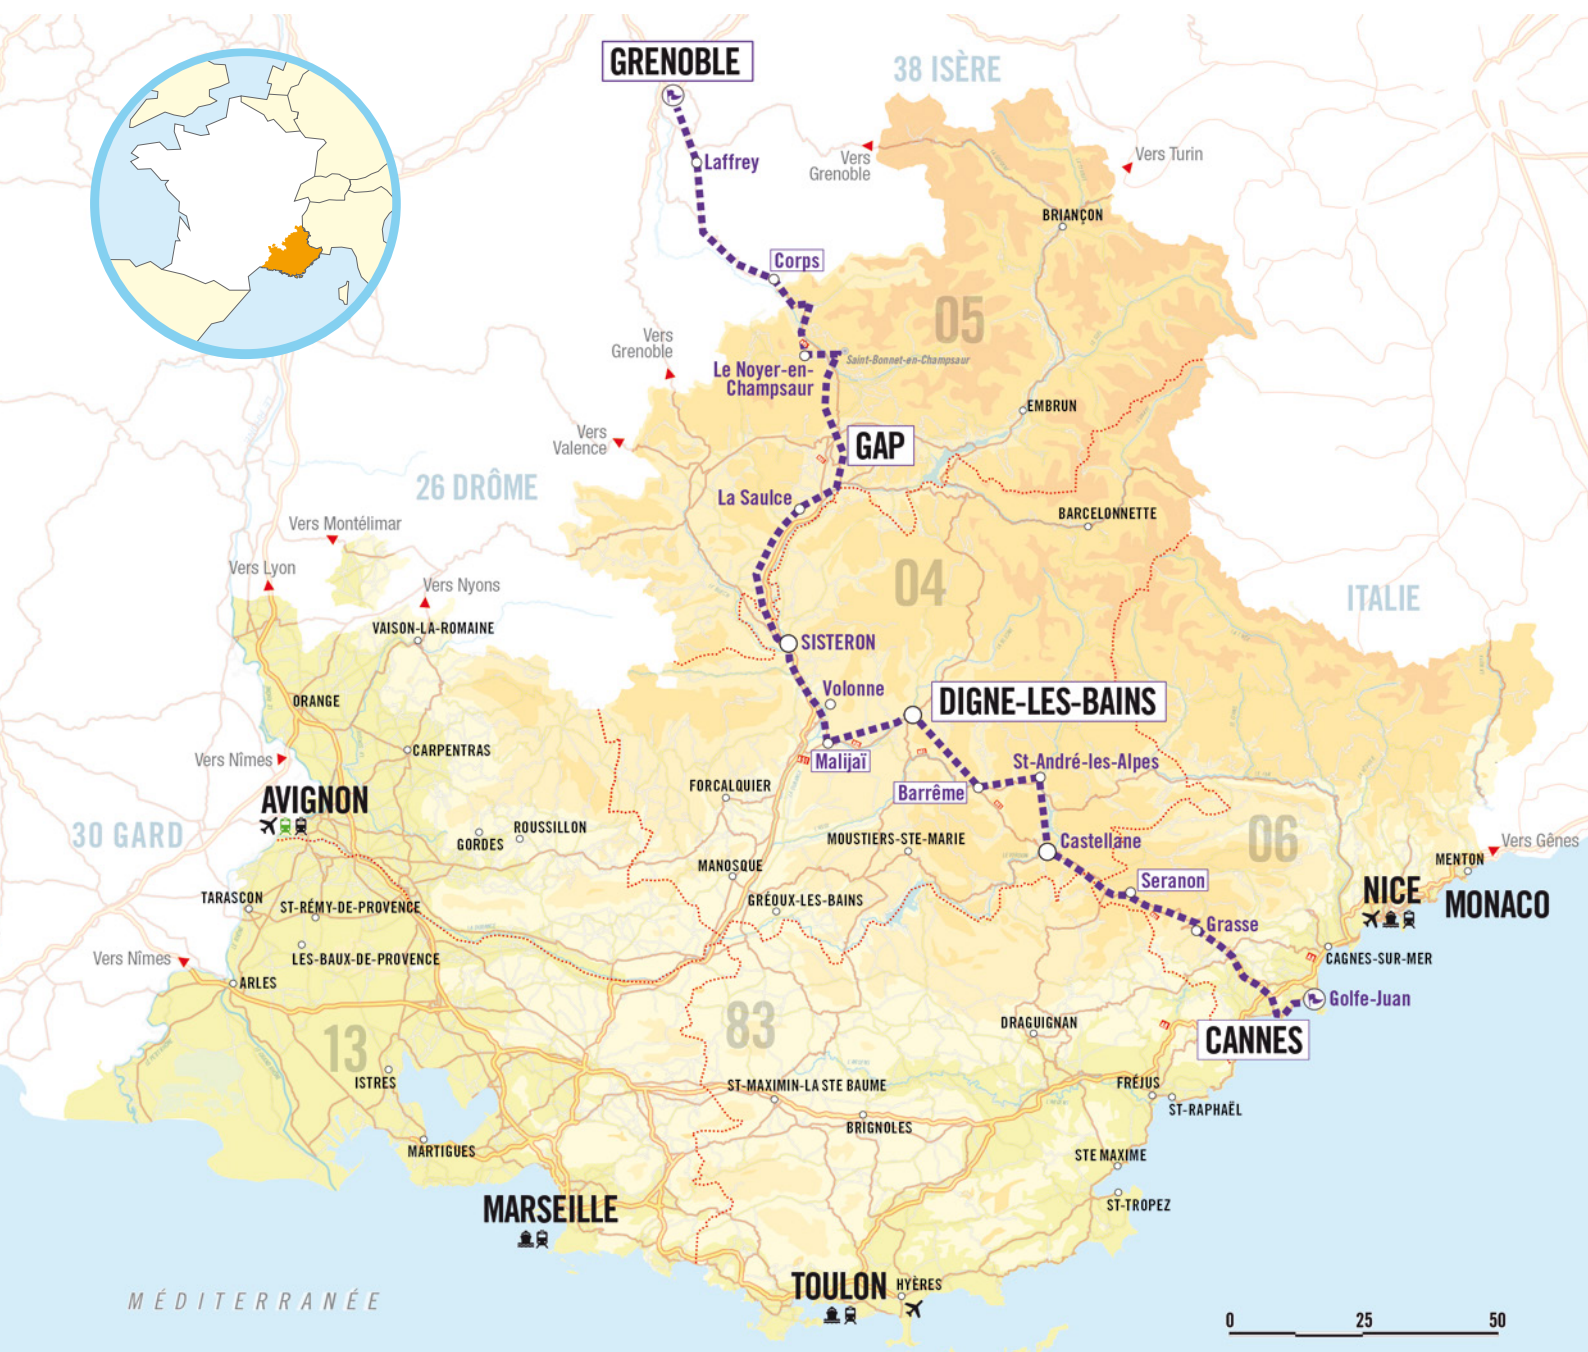 GRENOBLE
38 ISÈRE
Laffrey
Vers
Grenoble
Vers Turin
BRIANÇON
Corps
05
Vers
Grenoble
Saint-Bonnet-en-Champsaur
Le Noyer-en-
Champsaur
EMBRUN
Vers
Valence
GAP
26 DRÔME
La Saulce
BARCELONNETTE
Vers Montélimar
Vers Lyon
Vers Nyons
04
ITALIE
VAISON-LA-ROMAINE
SISTERON
Volonne
DIGNE-LES-BAINS
ORANGE
CARPENTRAS
Vers Nîmes
Malijaï
St-André-les-Alpes
FORCALQUIER
Barrême
AVIGNON
30 GARD
ROUSSILLON
GORDES
MOUSTIERS-STE-MARIE
Castellane
06
Vers Gênes
MENTON
MANOSQUE
Seranon
NICE
MONACO
TARASCON
ST-RÉMY-DE-PROVENCE
GRÉOUX-LES-BAINS
Grasse
LES-BAUX-DE-PROVENCE
Vers Nîmes
CAGNES-SUR-MER
ARLES
Golfe-Juan
83
DRAGUIGNAN
CANNES
13
ISTRES
ST-MAXIMIN-LA STE BAUME
FRÉJUS
ST-RAPHAËL
BRIGNOLES
MARTIGUES
STE MAXIME
MARSEILLE
ST-TROPEZ
TOULON
HYÈRES
MÉDITERRANÉE
0 25 50